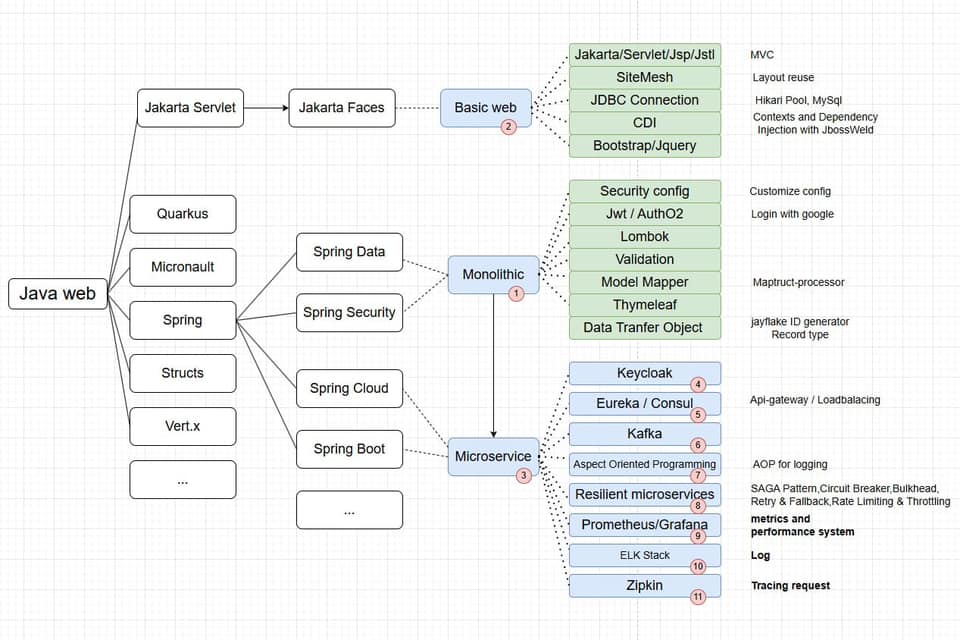 Java web
Jakarta Servlet
Quarkus
Micronault
Spring
Structs
Vert.x
...
Jakarta Faces
Spring Data
Spring Security
Spring Cloud
Spring Boot
...
Basic web
2
Monolithic
1
Microservice
3
Jakarta/Servlet/Jsp/Jstl
MVC
SiteMesh
Layout reuse
JDBC Connection
Hikari Pool, MySql
CDI
Contexts and Dependency
Injection with JbossWeld
Bootstrap/Jquery
Security config
Customize config
Jwt / AuthO2
Login with google
Lombok
Validation
Model Mapper
Maptruct-processor
Thymeleaf
Data Tranfer Object
jayflake ID generator
Record type
Keycloak
4
Eureka / Consul
5
Api-gateway / Loadbalacing
Kafka
6
Aspect Oriented Programming
7
AOP for logging
Resilient microservices
8
SAGA Pattern,Circuit Breaker,Bulkhead,
Retry & Fallback,Rate Limiting & Throttling
Prometheus/Grafana
9
metrics and
performance system
ELK Stack
10
Log
Zipkin
11
Tracing request